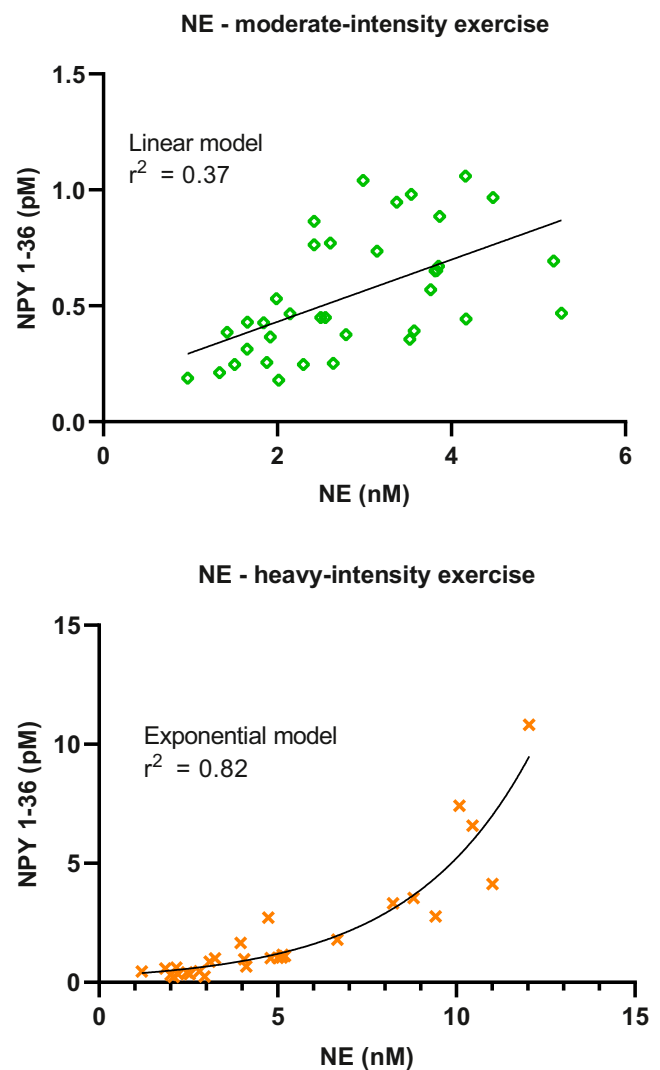 NE - moderate-intensity exercise
1.5
Linear model
r² = 0.37
1.0
NPY 1-36 (pM)
0.5
0.0
0 2 4 6
NE (nM)
NE - heavy-intensity exercise
15
Exponential model
r² = 0.82
10
NPY 1-36 (pM)
5
0
0 5 10 15
NE (nM)